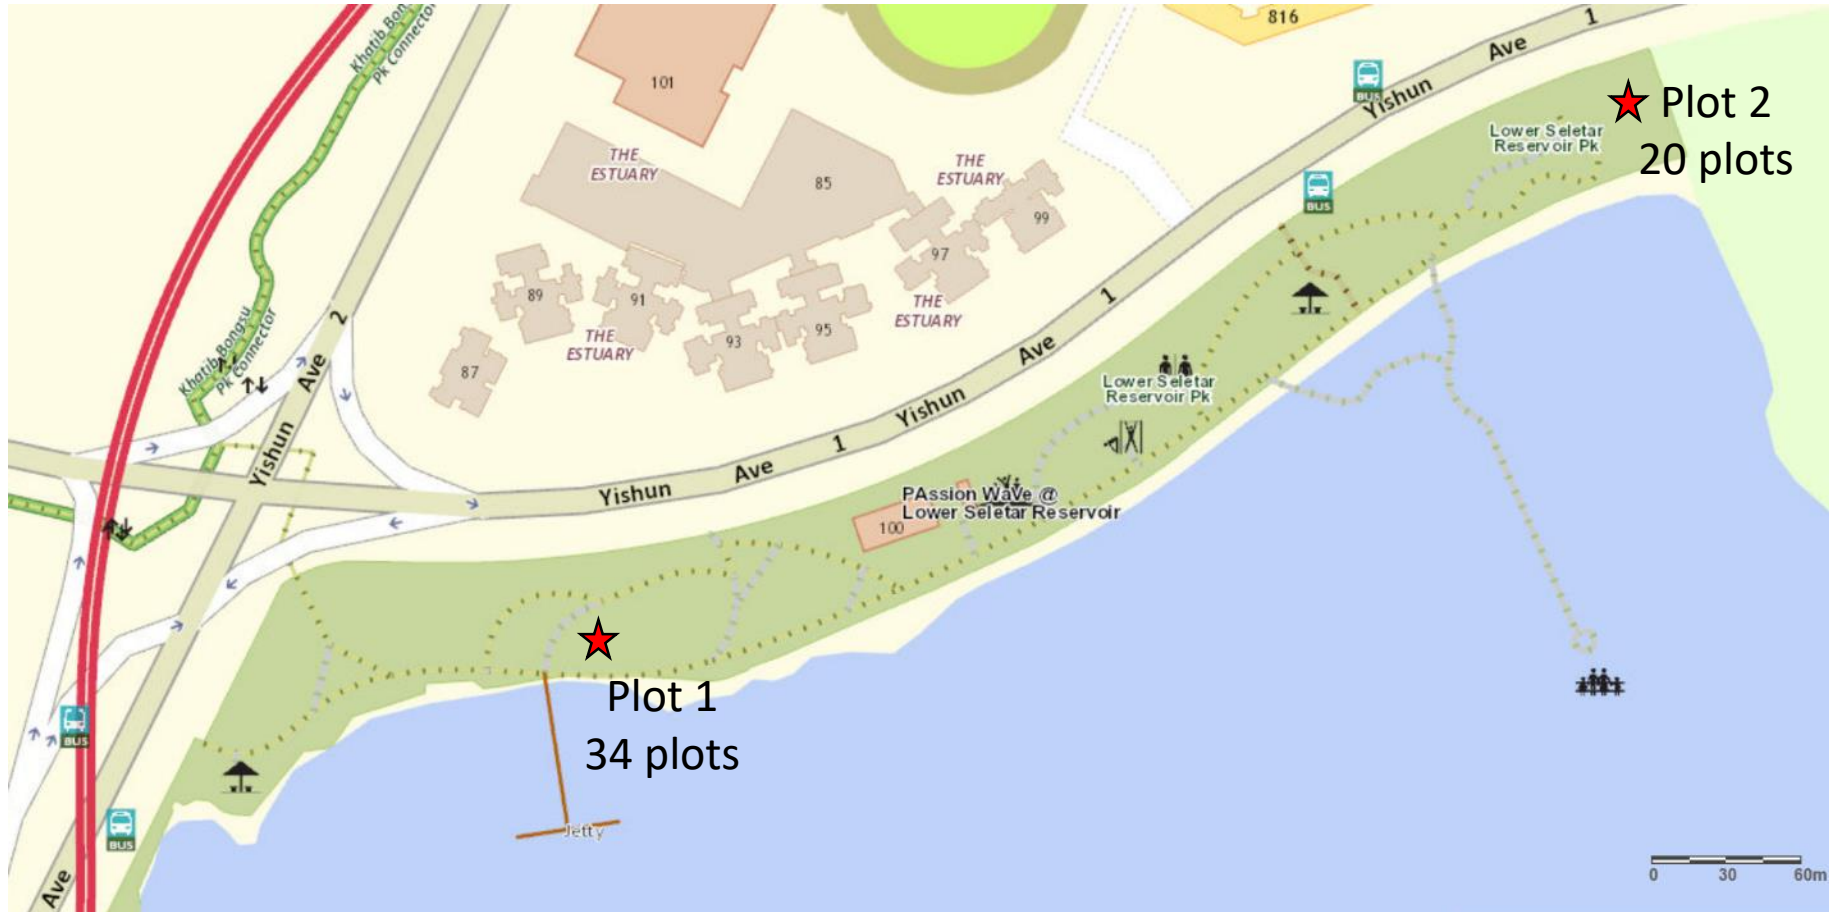 Khatib Bongsu
Pk Connector
816
1
Ave
Yishun
BUS
101
Plot 2
20 plots
Lower Seletar
Reservoir Pk
THE
ESTUARY
85
THE
ESTUARY
99
97
BUS
89
91
THE
ESTUARY
93
95
THE
ESTUARY
87
1
Ave
Yishun
1
Ave
Yishun
2
Ave
Yishun
Khatib Bongsu
Pk Connector
Lower Seletar
Reservoir Pk
PAssion WaVe @
Lower Seletar Reservoir
100
Plot 1
34 plots
BUS
BUS
Jetty
Ave
0 30 60m